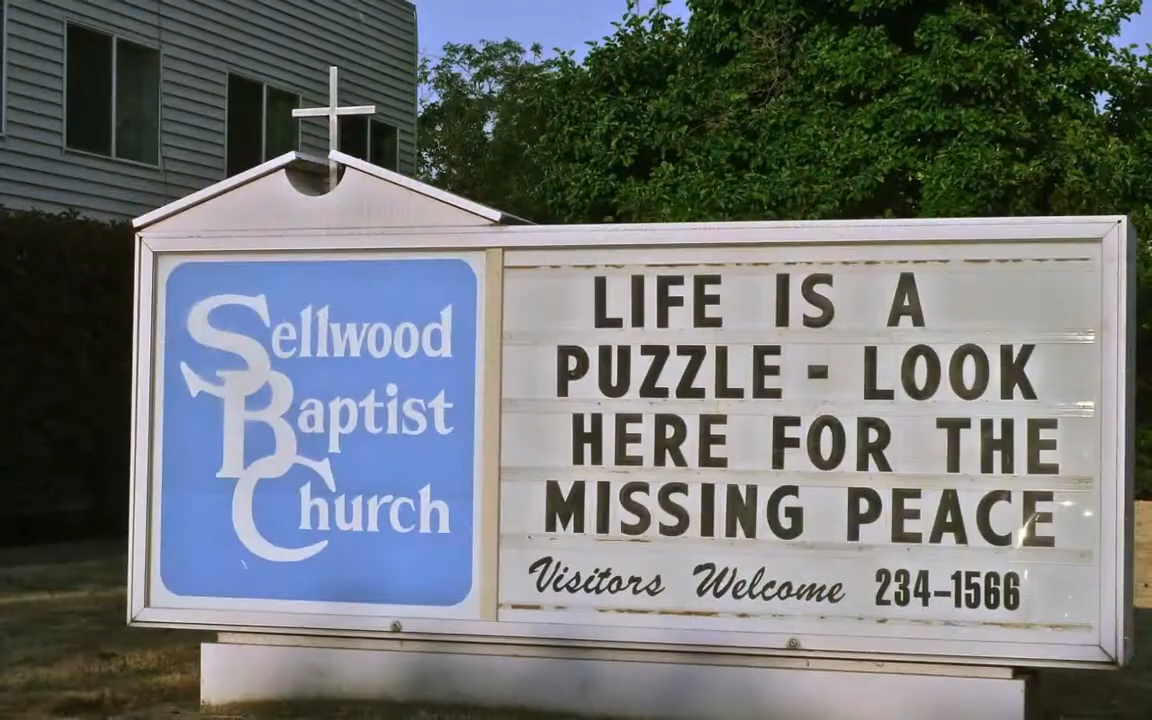 Sellwood
Baptist
Church
LIFE IS A
PUZZLE - LOOK
HERE FOR THE
MISSING PEACE
Visitors Welcome 234-1566